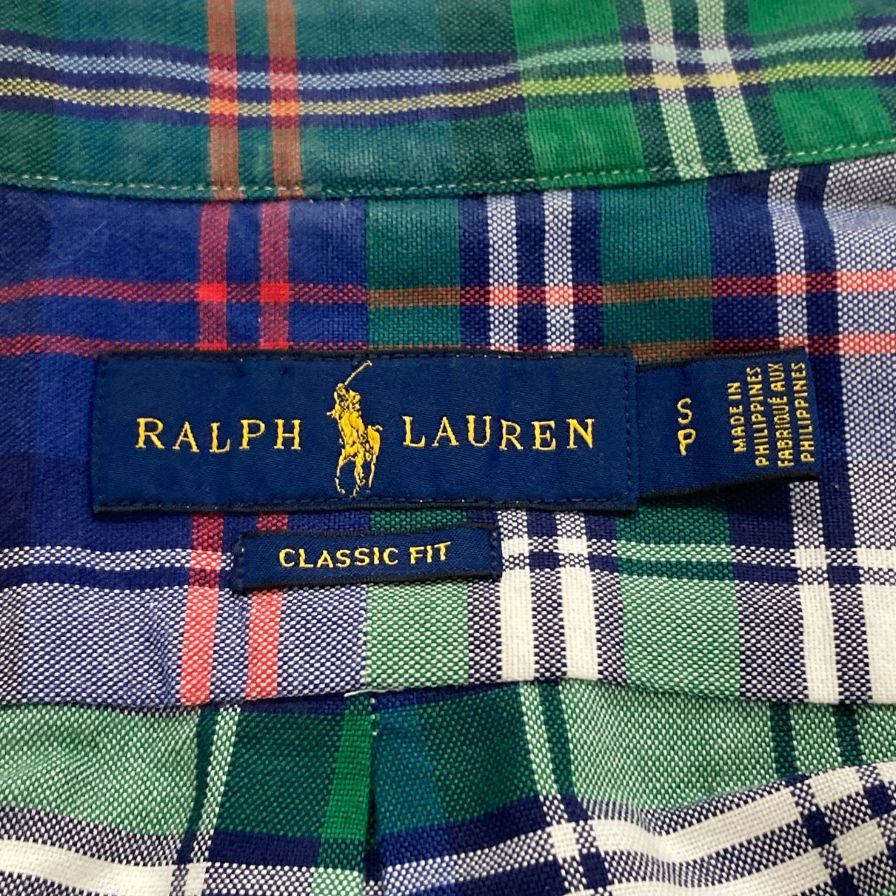 RALPH LAUREN
S
P
MADE IN
PHILIPPINES
FABRIQUÉ AUX
PHILIPPINES
CLASSIC FIT